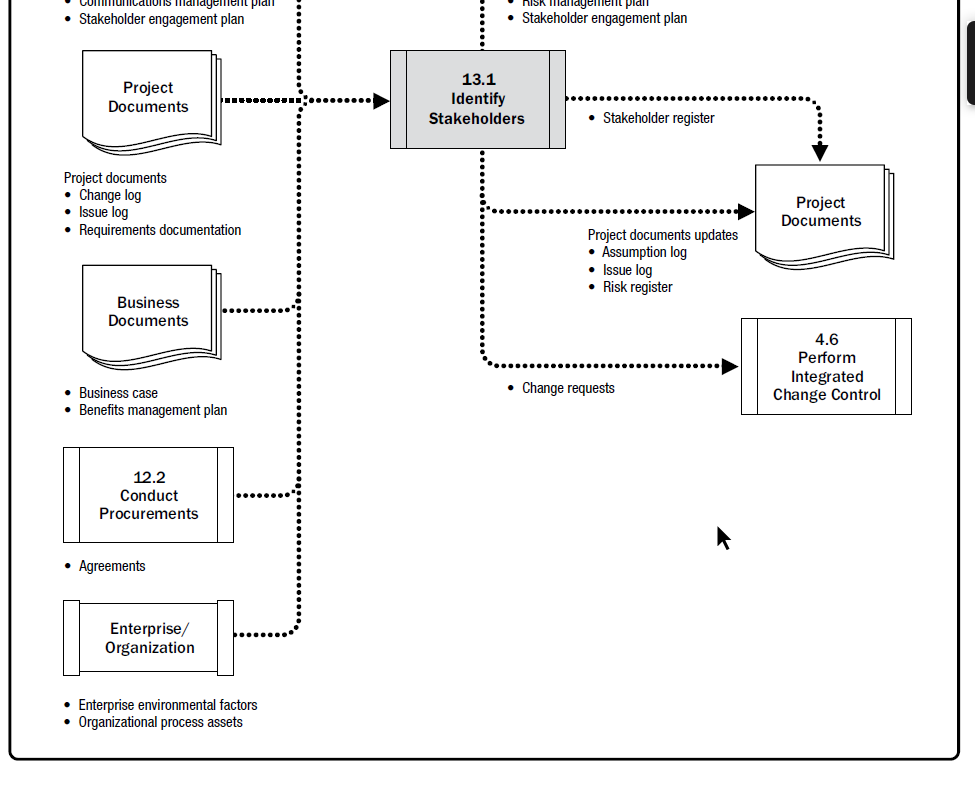 • Communications management plan
• Stakeholder engagement plan
• Risk management plan
• Stakeholder engagement plan
Project
Documents
13.1
Identify
Stakeholders
• Stakeholder register
Project documents
• Change log
• Issue log
• Requirements documentation
Project
Documents
Project documents updates
• Assumption log
• Issue log
• Risk register
Business
Documents
4.6
Perform
Integrated
Change Control
• Change requests
• Business case
• Benefits management plan
12.2
Conduct
Procurements
• Agreements
Enterprise/
Organization
• Enterprise environmental factors
• Organizational process assets